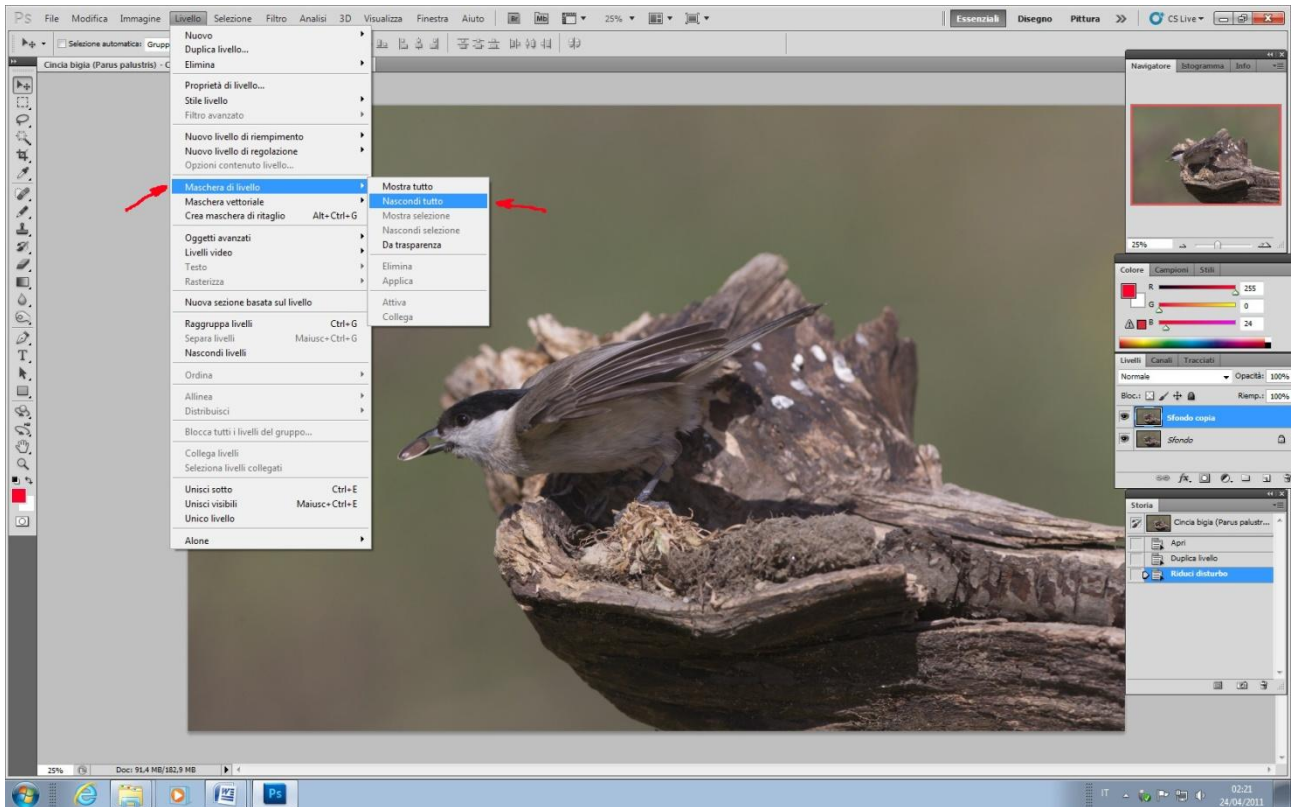 Ps File Modifica Immagine Livello Selezione Filtro Analisi 3D Visualizza Finestra Aiuto Br Mb 25% Essenziali Disegno Pittura CS Live
Selezione automatica: Grupp
Cincia bigia (Parus palustris) - C
Nuovo
Duplica livello...
Elimina
Proprietà di livello...
Stile livello
Filtro avanzato
Nuovo livello di riempimento
Nuovo livello di regolazione
Opzioni contenuto livello...
Maschera di livello
Maschera vettoriale
Crea maschera di ritaglio Alt+Ctrl+G
Oggetti avanzati
Livelli video
Testo
Rasterizza
Nuova sezione basata sul livello
Raggruppa livelli Ctrl+G
Separa livelli Maiusc+Ctrl+G
Nascondi livelli
Ordina
Allinea
Distribuisci
Blocca tutti i livelli del gruppo...
Collega livelli
Seleziona livelli collegati
Unisci sotto Ctrl+E
Unisci visibili Maiusc+Ctrl+E
Unico livello
Alone
Mostra tutto
Nascondi tutto
Mostra selezione
Nascondi selezione
Da trasparenza
Elimina
Applica
Attiva
Collega
Navigatore Istogramma Info
25%
Colore Campioni Stili
R 255
G 0
B 24
Livelli Canali Tracciati
Normale Opacità: 100%
Bloc.: Riemp.: 100%
Sfondo copia
Sfondo
fx.
Storia
Cincia bigia (Parus palustr...
Apri
Duplica livello
Riduci disturbo
25% Doc: 91,4 MB/182,9 MB
Ps
IT
02:21
24/04/2011